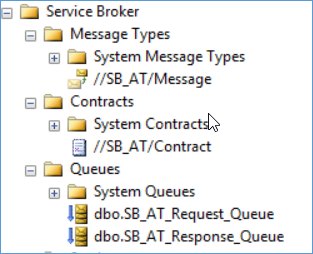 Service Broker
Message Types
System Message Types
//SB_AT/Message
Contracts
System Contracts
//SB_AT/Contract
Queues
System Queues
dbo.SB_AT_Request_Queue
dbo.SB_AT_Response_Queue